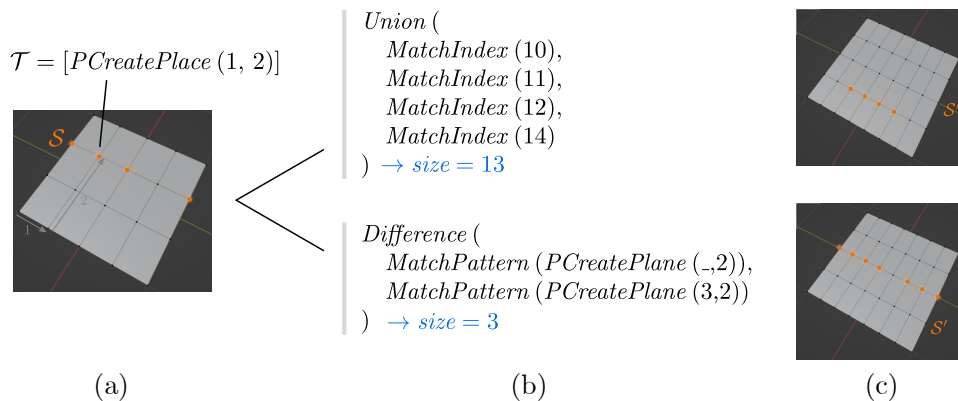 𝒯 = [PCreatePlace (1, 2)]
S
1
2
(a)
Union (
MatchIndex (10),
MatchIndex (11),
MatchIndex (12),
MatchIndex (14)
) → size = 13
Difference (
MatchPattern (PCreatePlane (_,2)),
MatchPattern (PCreatePlane (3,2))
) → size = 3
(b)
S'
S'
(c)